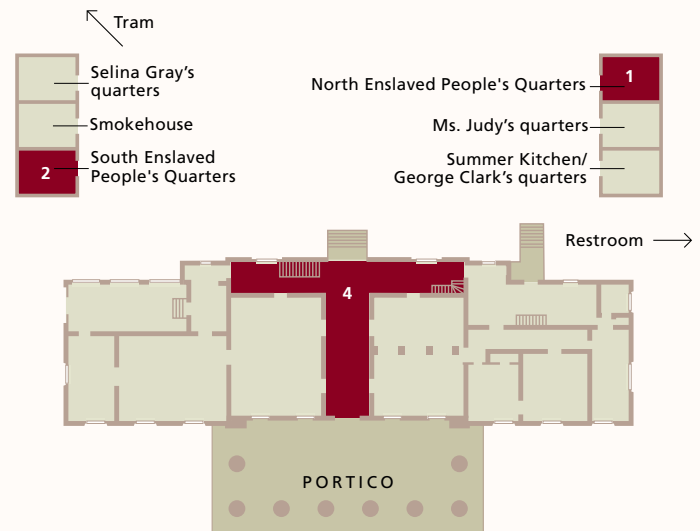 Tram
Selina Gray's
quarters
Smokehouse
South Enslaved
People's Quarters
2
1
North Enslaved People's Quarters
Ms. Judy's quarters
Summer Kitchen/
George Clark's quarters
Restroom
4
PORTICO